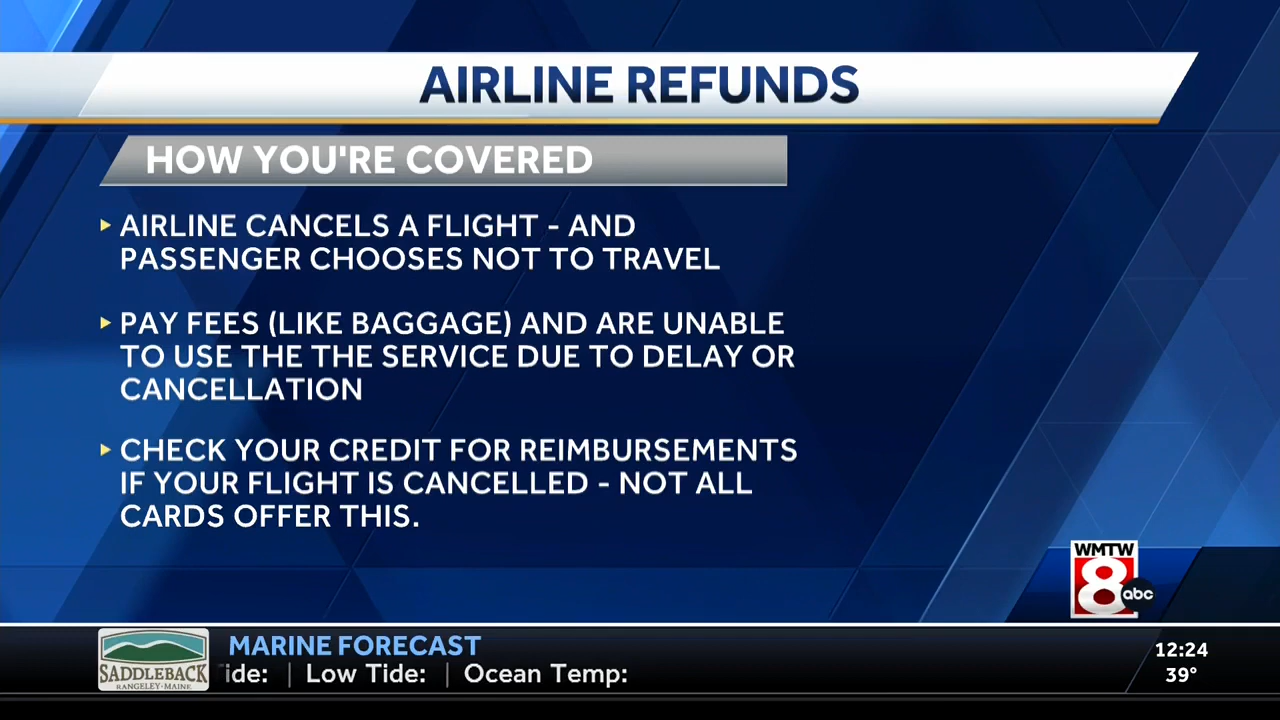 AIRLINE REFUNDS
HOW YOU'RE COVERED
AIRLINE CANCELS A FLIGHT - AND
PASSENGER CHOOSES NOT TO TRAVEL
PAY FEES (LIKE BAGGAGE) AND ARE UNABLE
TO USE THE THE SERVICE DUE TO DELAY OR
CANCELLATION
CHECK YOUR CREDIT FOR REIMBURSEMENTS
IF YOUR FLIGHT IS CANCELLED - NOT ALL
CARDS OFFER THIS.
WMTW
8
abc
SADDLEBACK
RANGELEY·MAINE
MARINE FORECAST
ide: | Low Tide: | Ocean Temp:
12:24
39°